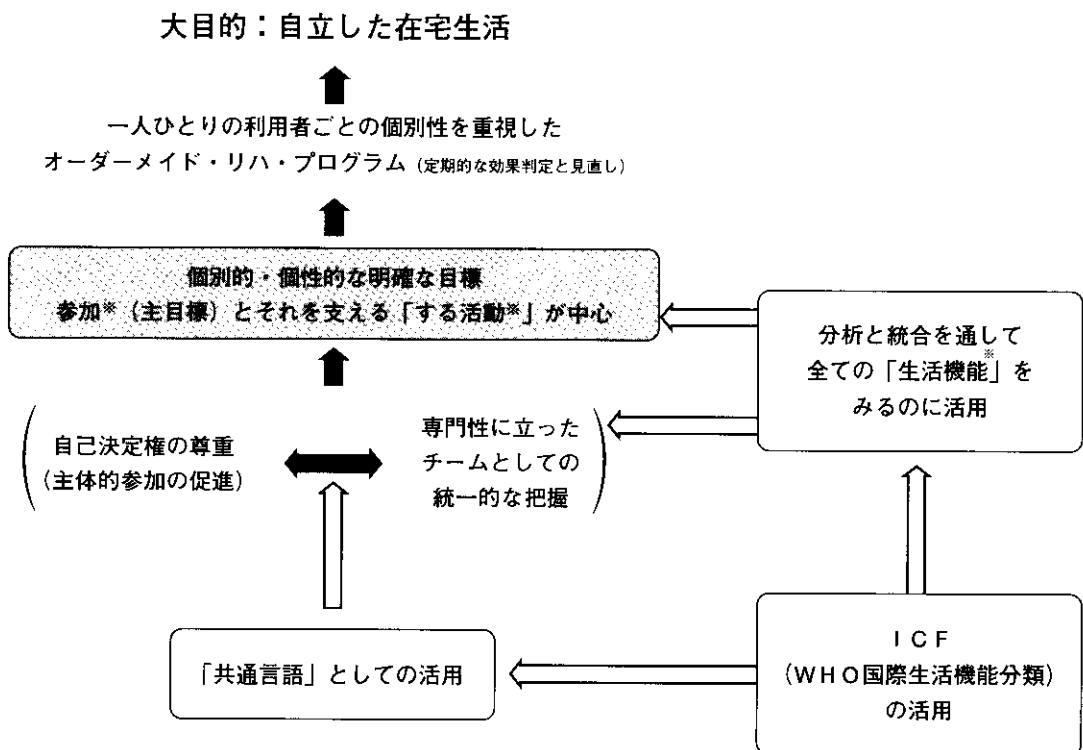 大目的：自立した在宅生活
一人ひとりの利用者ごとの個別性を重視した
オーダーメイド・リハ・プログラム（定期的な効果判定と見直し）
個別的・個性的な明確な目標
参加※（主目標）とそれを支える「する活動※」が中心
分析と統合を通して
全ての「生活機能※」を
みるのに活用
自己決定権の尊重
（主体的参加の促進）
専門性に立った
チームとしての
統一的な把握
「共通言語」としての活用
ＩＣＦ
（ＷＨＯ国際生活機能分類）
の活用